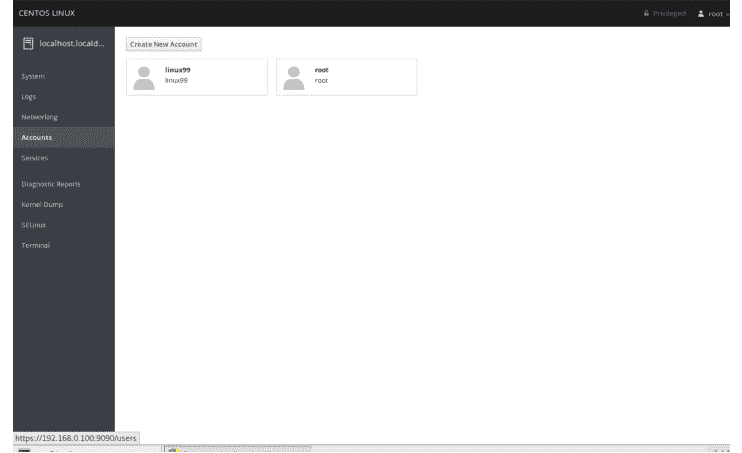 CENTOS LINUX
Privileged
root
localhost.locald...
Create New Account
linux99
linux99
root
root
System
Logs
Networking
Accounts
Services
Diagnostic Reports
Kernel Dump
SELinux
Terminal
https://192.168.0.100:9090/users